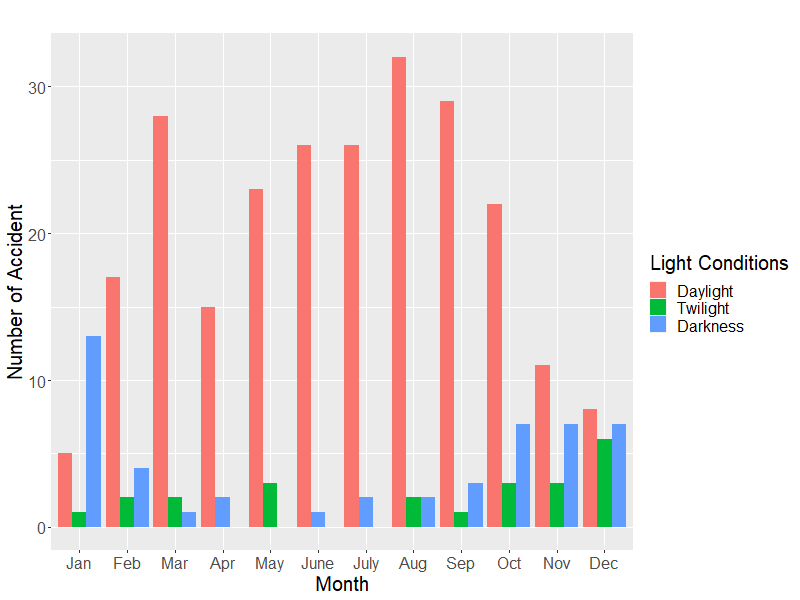 30
20
10
0
Number of Accident
Jan Feb Mar Apr May June July Aug Sep Oct Nov Dec
Month
Light Conditions
Daylight
Twilight
Darkness